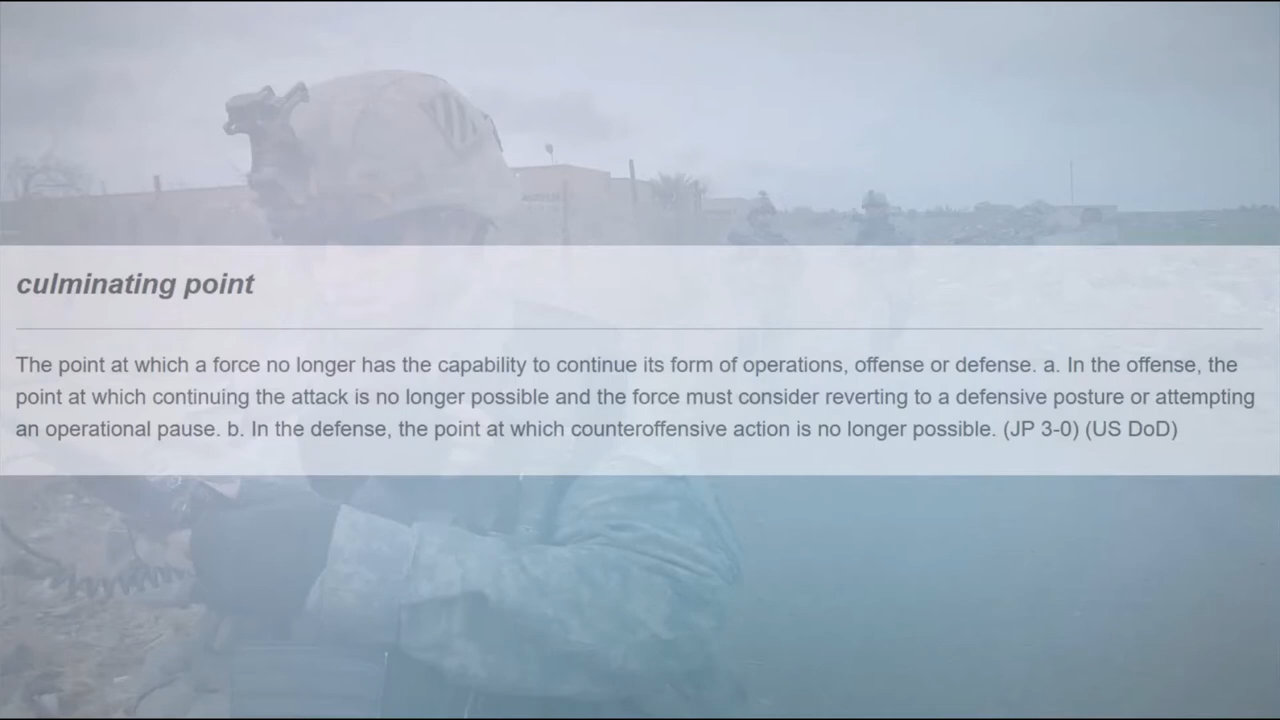 culminating point
The point at which a force no longer has the capability to continue its form of operations, offense or defense. a. In the offense, the
point at which continuing the attack is no longer possible and the force must consider reverting to a defensive posture or attempting
an operational pause. b. In the defense, the point at which counteroffensive action is no longer possible. (JP 3-0) (US DoD)